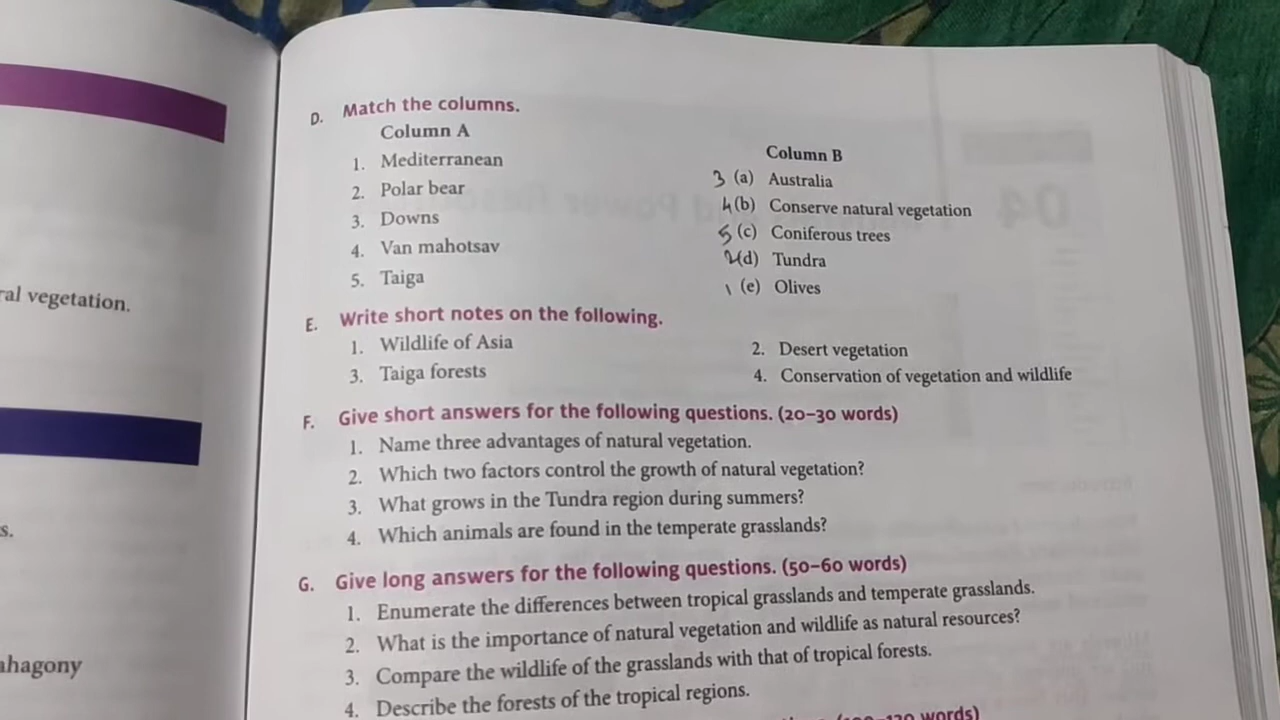 D. Match the columns.
Column A
Column B
1. Mediterranean
3 (a) Australia
2. Polar bear
4 (b) Conserve natural vegetation
3. Downs
5 (c) Coniferous trees
4. Van mahotsav
2 (d) Tundra
5. Taiga
1 (e) Olives
E. Write short notes on the following.
1. Wildlife of Asia
2. Desert vegetation
3. Taiga forests
4. Conservation of vegetation and wildlife
F. Give short answers for the following questions. (20–30 words)
1. Name three advantages of natural vegetation.
2. Which two factors control the growth of natural vegetation?
3. What grows in the Tundra region during summers?
4. Which animals are found in the temperate grasslands?
G. Give long answers for the following questions. (50–60 words)
1. Enumerate the differences between tropical grasslands and temperate grasslands.
2. What is the importance of natural vegetation and wildlife as natural resources?
3. Compare the wildlife of the grasslands with that of tropical forests.
4. Describe the forests of the tropical regions.
words)
vegetation.